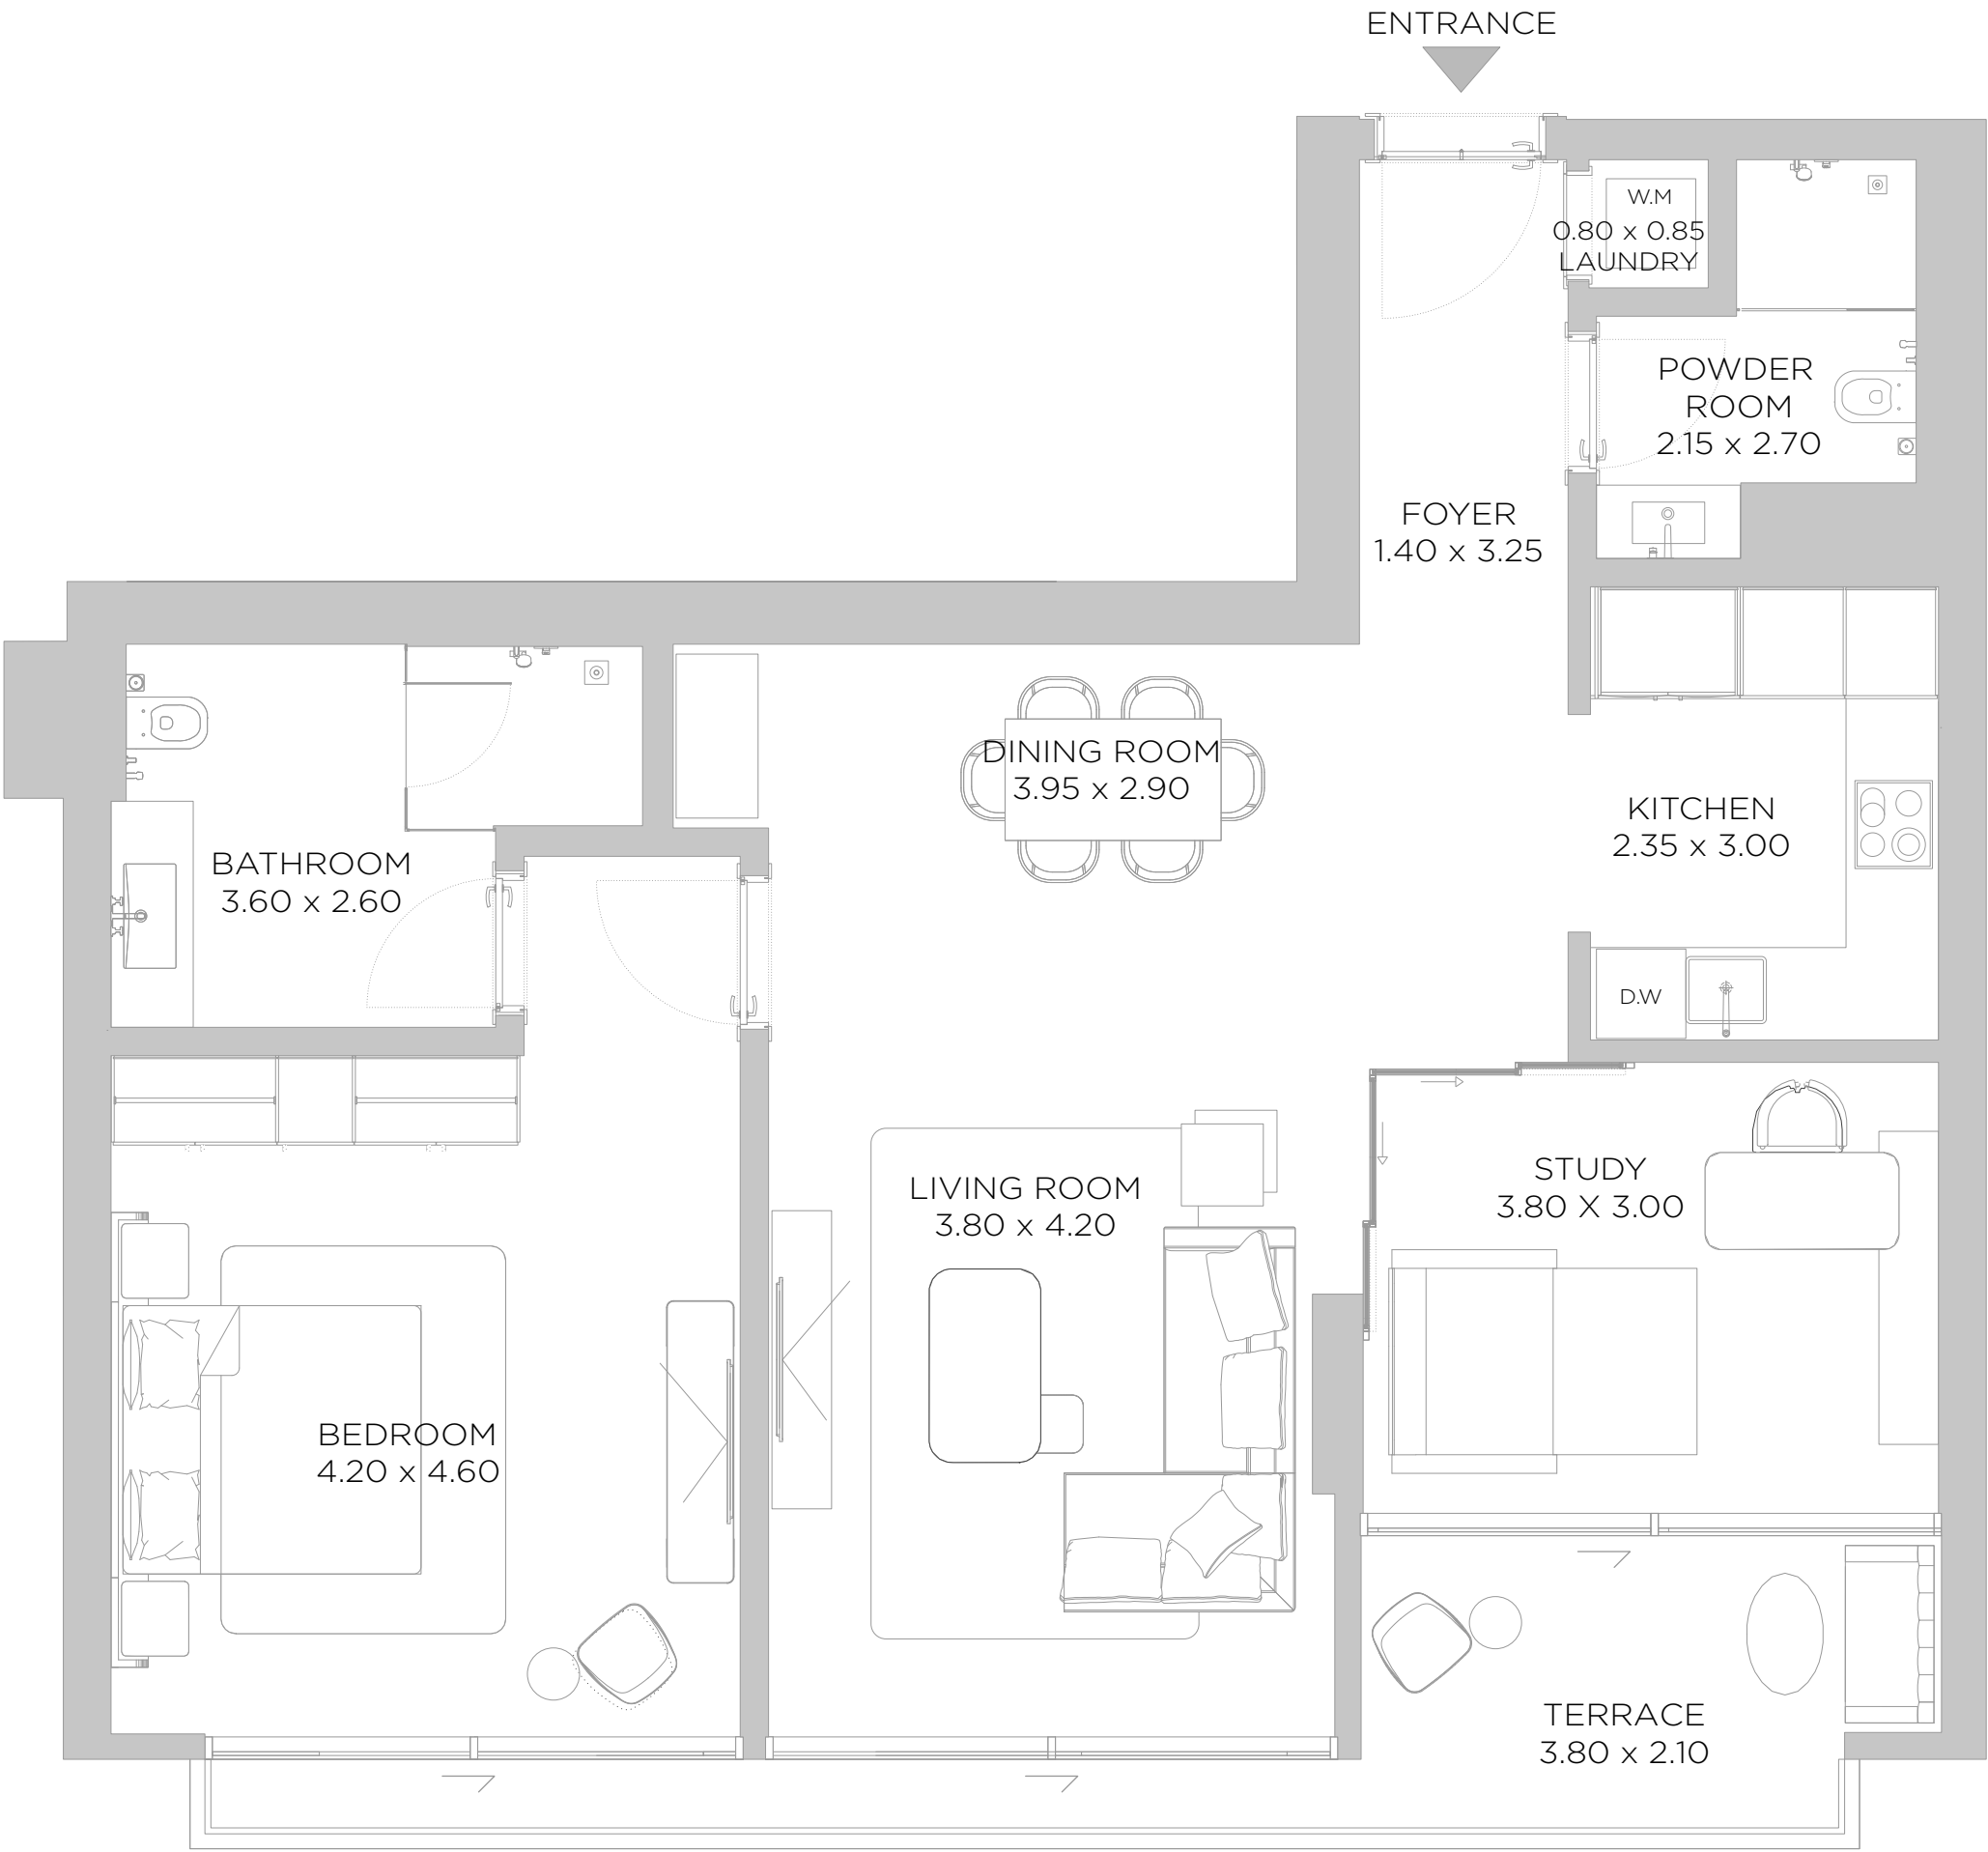 ENTRANCE
W.M
0.80 x 0.85
LAUNDRY
POWDER
ROOM
2.15 x 2.70
FOYER
1.40 x 3.25
DINING ROOM
3.95 x 2.90
KITCHEN
2.35 x 3.00
BATHROOM
3.60 x 2.60
D.W
LIVING ROOM
3.80 x 4.20
STUDY
3.80 X 3.00
BEDROOM
4.20 x 4.60
TERRACE
3.80 x 2.10